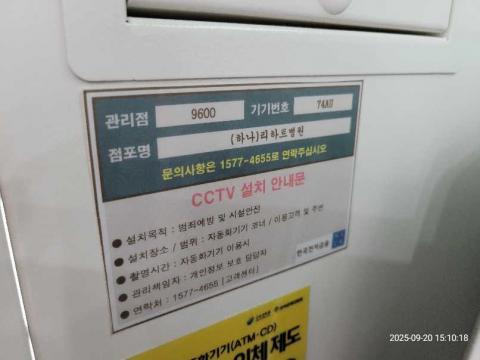 관리점 9600 기기번호 74AU
점포명 (하나)리하트병원
문의사항은 1577-4655로 연락주십시오
CCTV 설치 안내문
● 설치목적 : 범죄예방 및 시설안전
● 설치장소 / 범위 : 자동화기기 코너 / 이용고객 및 주변
● 촬영시간 : 자동화기기 이용시
● 관리책임자 : 개인정보 보호 담당자
● 연락처 : 1577-4655 [고객센터]
한국전자금융
화기기(ATM·CD)
인체 제도
2025-09-20 15:10:18